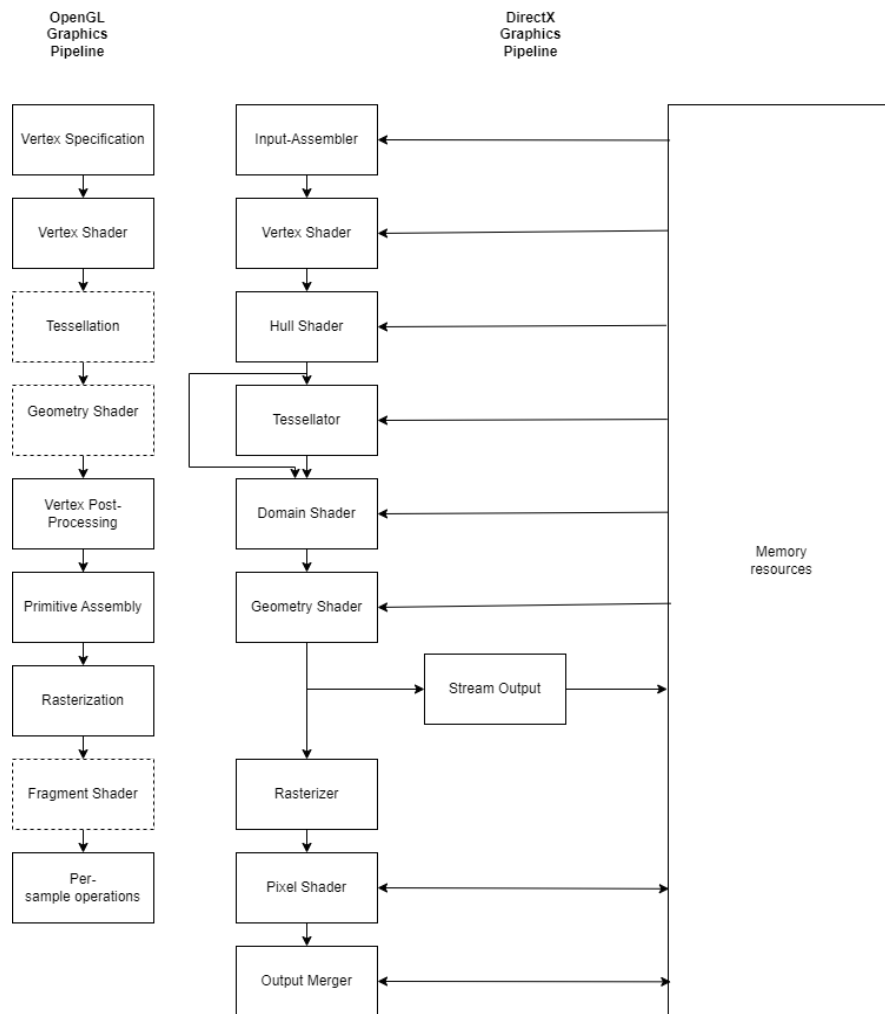 OpenGL
Graphics
Pipeline
DirectX
Graphics
Pipeline
Vertex Specification
Vertex Shader
Tessellation
Geometry Shader
Vertex Post-
Processing
Primitive Assembly
Rasterization
Fragment Shader
Per-
sample operations
Input-Assembler
Vertex Shader
Hull Shader
Tessellator
Domain Shader
Geometry Shader
Stream Output
Rasterizer
Pixel Shader
Output Merger
Memory
resources